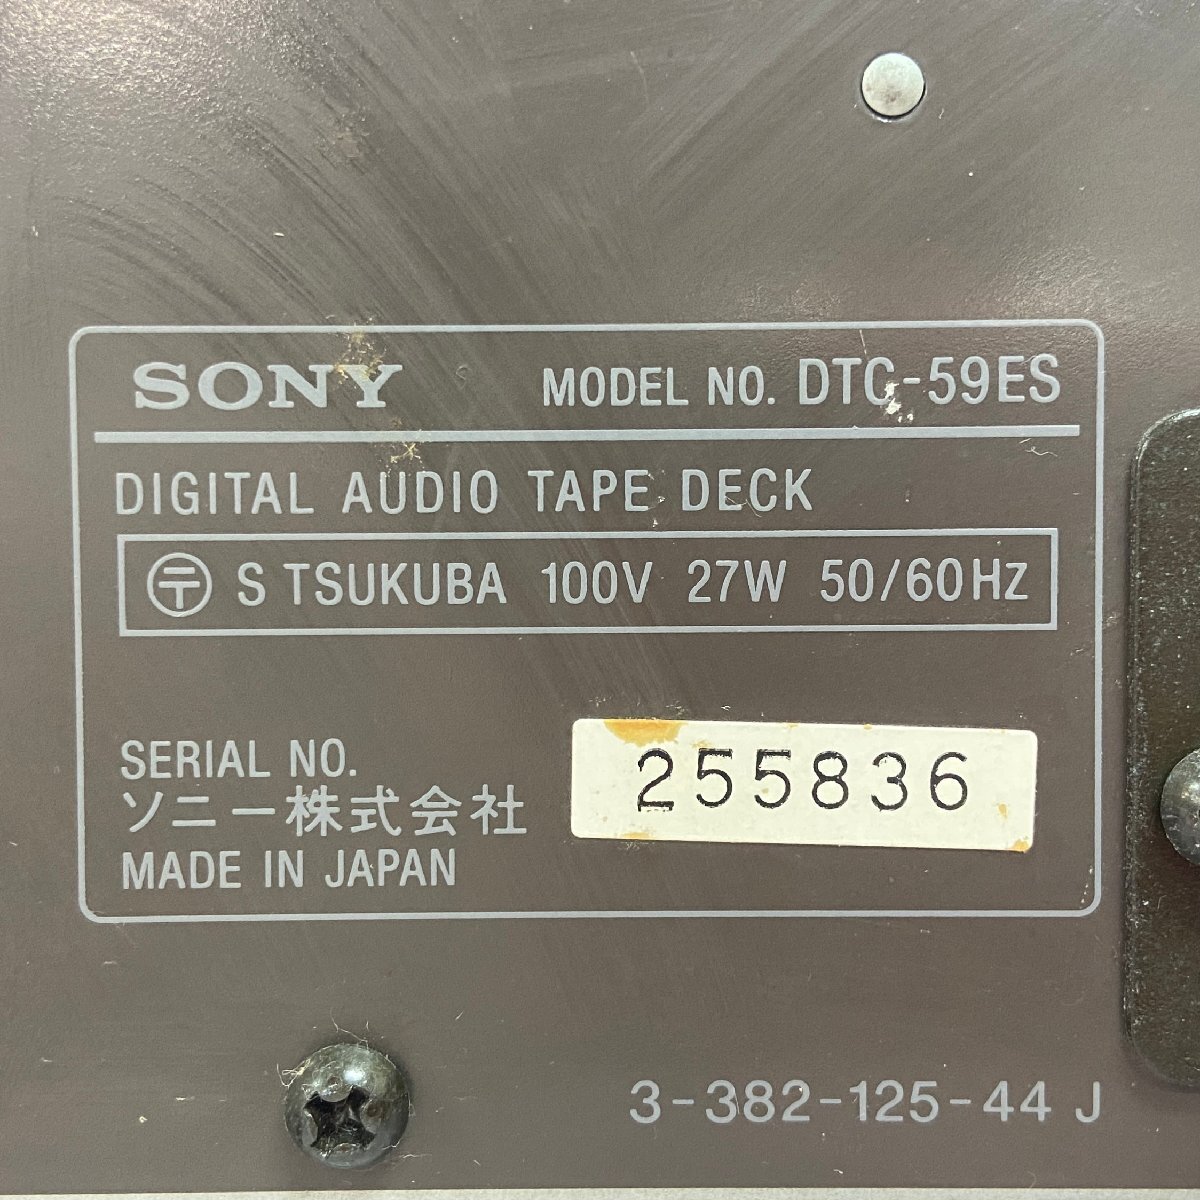 SONY MODEL NO. DTC-59ES
DIGITAL AUDIO TAPE DECK
〒 S TSUKUBA 100V 27W 50/60Hz
SERIAL NO. 255836
ソニー株式会社
MADE IN JAPAN
3-382-125-44 J